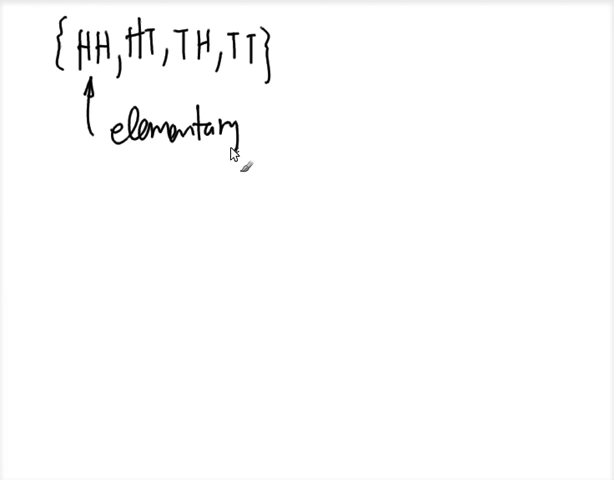 {HH, HT, TH, TT}
elementary